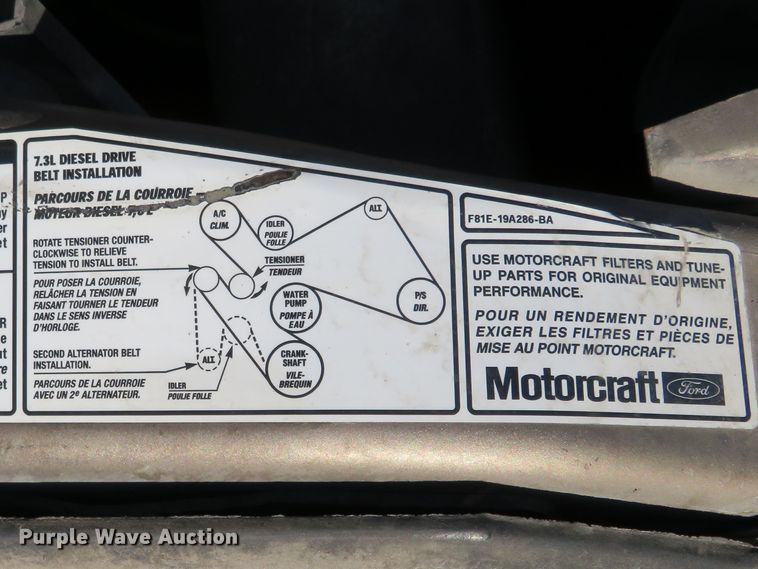 7.3L DIESEL DRIVE
BELT INSTALLATION
PARCOURS DE LA COURROIE –
MOTEUR DIESEL
ROTATE TENSIONER COUNTER-
CLOCKWISE TO RELIEVE
TENSION TO INSTALL BELT.
POUR POSER LA COURROIE,
RELÂCHER LA TENSION EN
FAISANT TOURNER LE TENDEUR
DANS LE SENS INVERSE
D'HORLOGE.
SECOND ALTERNATOR BELT
INSTALLATION.
PARCOURS DE LA COURROIE
AVEC UN 2e ALTERNATEUR.
A/C
CLIM.
IDLER
POULIE
FOLLE
ALT.
TENSIONER
TENDEUR
WATER
PUMP
POMPE À
EAU
P/S
DIR.
CRANK-
SHAFT
VILE-
BREQUIN
ALT.
IDLER
POULIE FOLLE
F81E-19A286-BA
USE MOTORCRAFT FILTERS AND TUNE-
UP PARTS FOR ORIGINAL EQUIPMENT
PERFORMANCE.
POUR UN RENDEMENT D'ORIGINE,
EXIGER LES FILTRES ET PIÈCES DE
MISE AU POINT MOTORCRAFT.
Motorcraft Ford
Purple Wave Auction